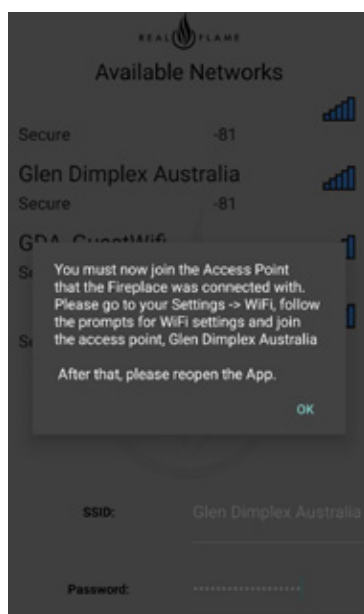 REAL FLAME
Available Networks
Secure -81
Glen Dimplex Australia
Secure -81
GDA_GuestWifi
You must now join the Access Point
that the Fireplace was connected with.
Please go to your Settings -> WiFi, follow
the prompts for WiFi settings and join
the access point, Glen Dimplex Australia
After that, please reopen the App.
OK
SSID: Glen Dimplex Australia
Password: ••••••••••••••••••